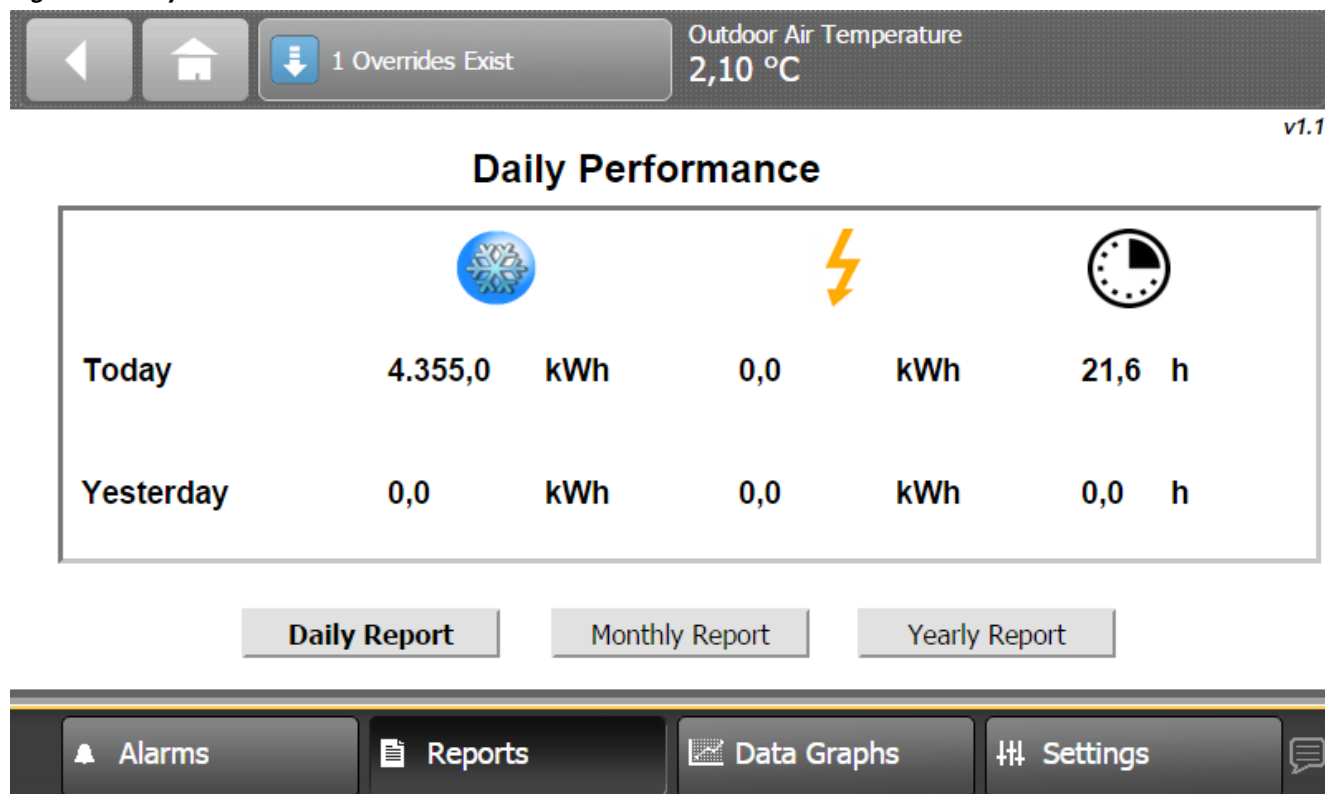 1 Overrides Exist
Outdoor Air Temperature
2,10 °C
v1.1
Daily Performance
Today 4.355,0 kWh 0,0 kWh 21,6 h
Yesterday 0,0 kWh 0,0 kWh 0,0 h
Daily Report Monthly Report Yearly Report
Alarms Reports Data Graphs Settings